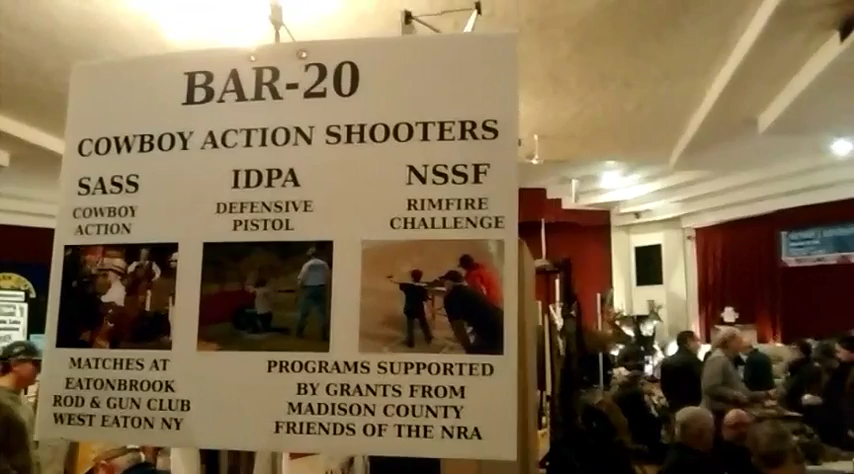 BAR-20
COWBOY ACTION SHOOTERS
SASS
COWBOY
ACTION
IDPA
DEFENSIVE
PISTOL
NSSF
RIMFIRE
CHALLENGE
MATCHES AT
EATONBROOK
ROD & GUN CLUB
WEST EATON NY
PROGRAMS SUPPORTED
BY GRANTS FROM
MADISON COUNTY
FRIENDS OF THE NRA